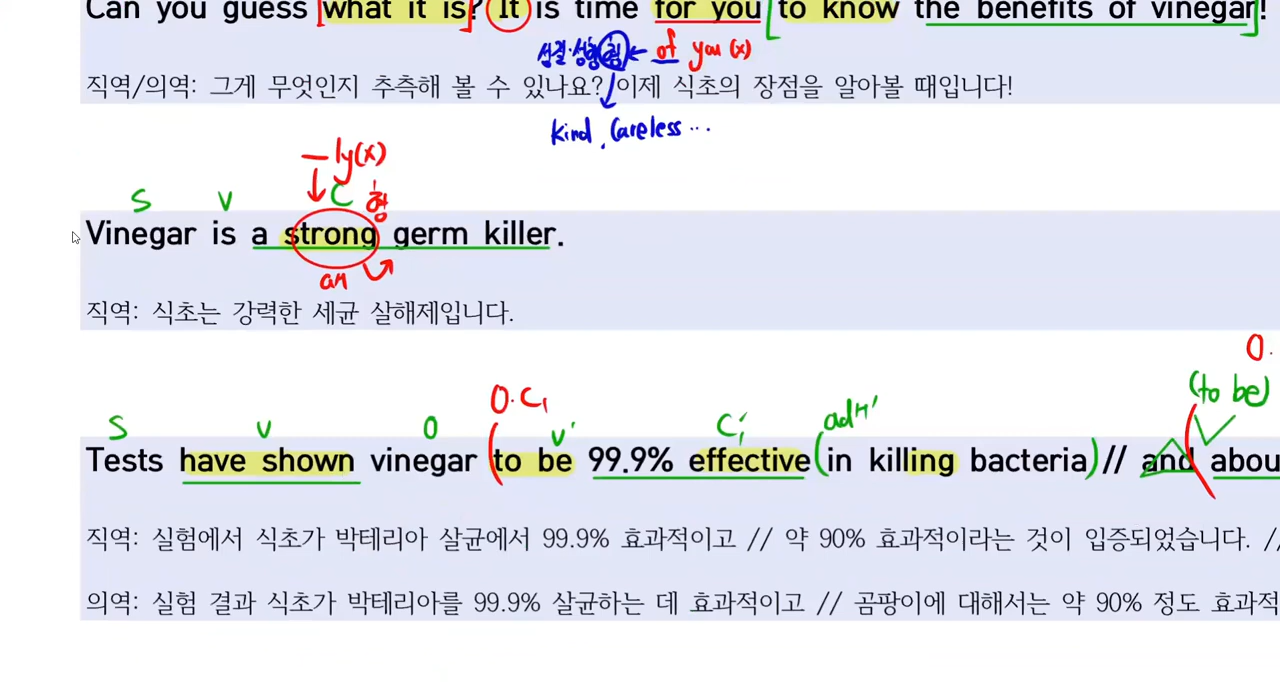 Can you guess [what it is]? It is time for you [to know the benefits of vinegar]!
성격·성향 형 ← of you (x)
직역/의역: 그게 무엇인지 추측해 볼 수 있나요? 이제 식초의 장점을 알아볼 때입니다!
kind, careless...
ly(x)
S V C 형
Vinegar is a strong germ killer.
직역: 식초는 강력한 세균 살해제입니다.
O.
O.C₁ (to be)
S V O V' C₁' adM'
Tests have shown vinegar (to be 99.9% effective (in killing bacteria) // and (abou
직역: 실험에서 식초가 박테리아 살균에서 99.9% 효과적이고 // 약 90% 효과적이라는 것이 입증되었습니다. //
의역: 실험 결과 식초가 박테리아를 99.9% 살균하는 데 효과적이고 // 곰팡이에 대해서는 약 90% 정도 효과적